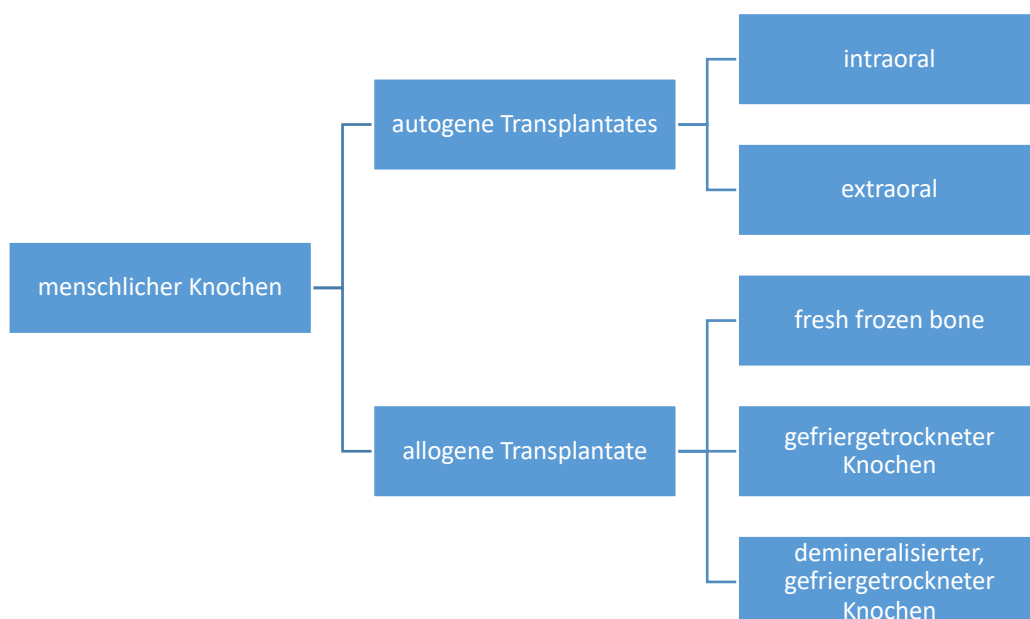 menschlicher Knochen
autogene Transplantates
intraoral
extraoral
allogene Transplantate
fresh frozen bone
gefriergetrockneter
Knochen
demineralisierter,
gefriergetrockneter
Knochen